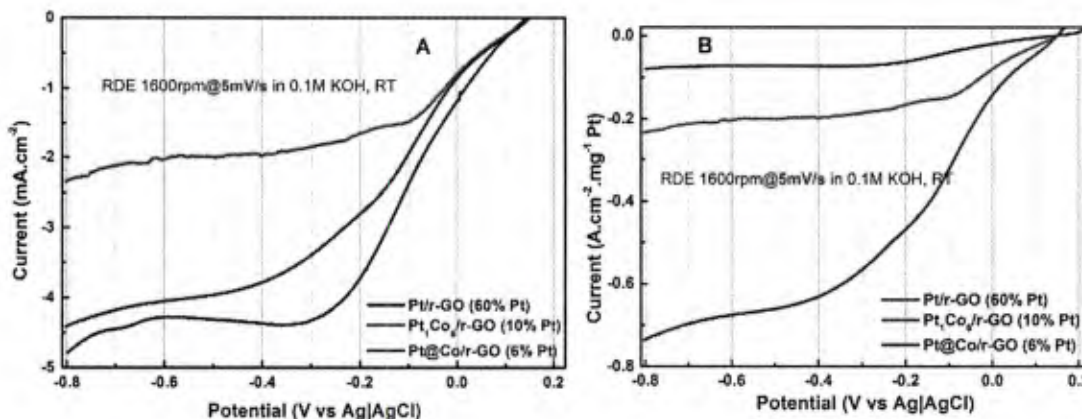 A
RDE 1600rpm@5mV/s in 0.1M KOH, RT
Current (mA.cm⁻²)
0
-1
-2
-3
-4
-5
Pt/r-GO (60% Pt)
Pt₁Co₈/r-GO (10% Pt)
Pt@Co/r-GO (6% Pt)
-0.8 -0.6 -0.4 -0.2 0.0 0.2
Potential (V vs Ag|AgCl)
B
RDE 1600rpm@5mV/s in 0.1M KOH, RT
Current (A.cm⁻².mg⁻¹ Pt)
0.0
-0.2
-0.4
-0.6
-0.8
Pt/r-GO (60% Pt)
Pt₁Co₈/r-GO (10% Pt)
Pt@Co/r-GO (6% Pt)
-0.8 -0.6 -0.4 -0.2 0.0 0.2
Potential (V vs Ag|AgCl)